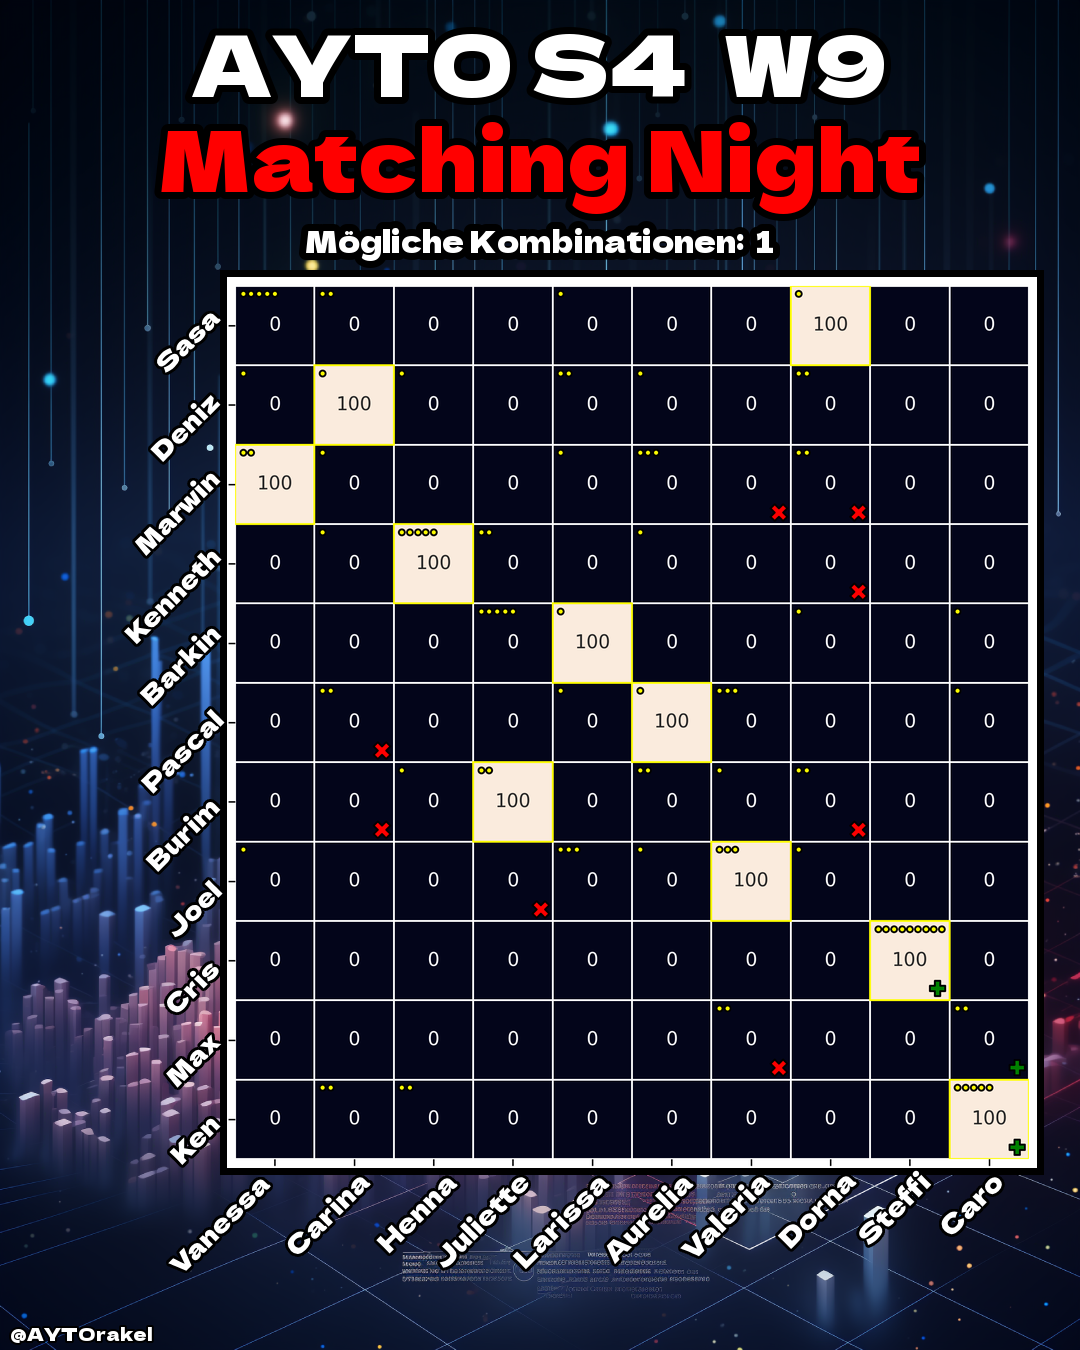 AYTO S4 W9
Matching Night
Mögliche Kombinationen: 1
Sasa 0 0 0 0 0 0 0 100 0 0
Deniz 0 100 0 0 0 0 0 0 0 0
Marwin 100 0 0 0 0 0 0 0 0 0
Kenneth 0 0 100 0 0 0 0 0 0 0
Barkin 0 0 0 0 100 0 0 0 0 0
Pascal 0 0 0 0 0 100 0 0 0 0
Burim 0 0 0 100 0 0 0 0 0 0
Joel 0 0 0 0 0 0 100 0 0 0
Cris 0 0 0 0 0 0 0 0 100 0
Max 0 0 0 0 0 0 0 0 0 0
Ken 0 0 0 0 0 0 0 0 0 100
Vanessa Carina Henna Juliette Larissa Aurelia Valeria Dorna Steffi Caro
@AYTOrakel